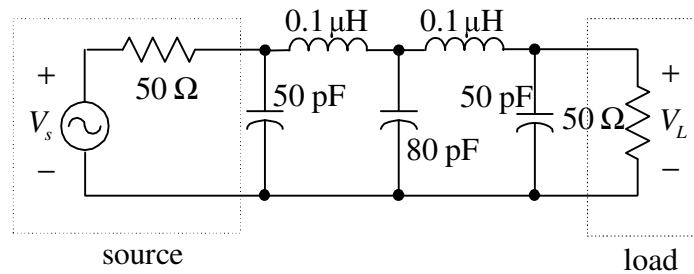 0.1 μH
0.1 μH
+
50 Ω
50 pF
50 pF
+
V_s
50 Ω
V_L
−
80 pF
−
source
load